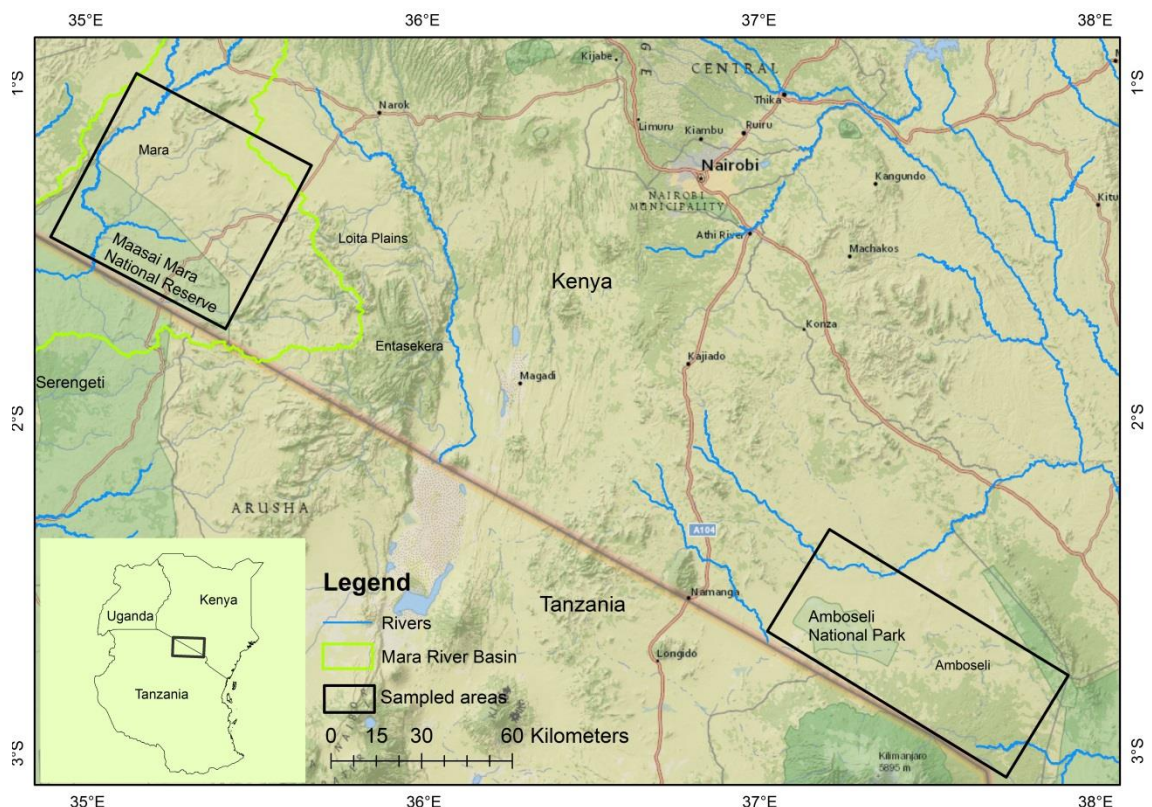 35°E 36°E 37°E 38°E
1°S 1°S
Kijabe
CENTRAL
Thika
Narok
Limuru
Kiambu
Ruiru
Mara
Nairobi
NAIROBI
MUNICIPALITY
Kangundo
Kitu
Athi River
Loita Plains
Machakos
Maasai Mara
National Reserve
Kenya
Konza
Entasekera
Kajiado
Magadi
Serengeti
2°S 2°S
ARUSHA
A104
Namanga
Tanzania
Amboseli
National Park
Longido
Amboseli
Kilimanjaro
5895 m
Uganda
Kenya
Tanzania
Legend
Rivers
Mara River Basin
Sampled areas
0 15 30 60 Kilometers
3°S 3°S
35°E 36°E 37°E 38°E